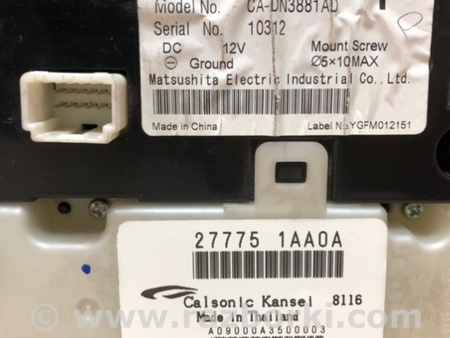 Model No. CA-DN3881AD
Serial No. 10312
DC 12V Mount Screw
⊖ Ground Ø5×10MAX
Matsushita Electric Industrial Co., Ltd.
Made in China Label No YGFM012151
27775 1AA0A
Calsonic Kansei 8116
Made in Thailand
A09000A3500003